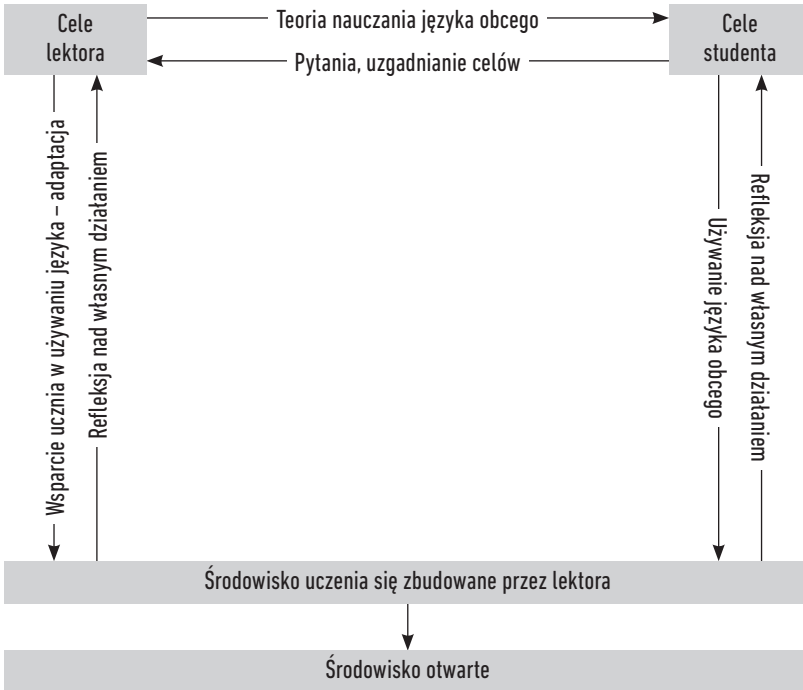 Cele
lektora
Teoria nauczania języka obcego
Pytania, uzgadnianie celów
Cele
studenta
Wsparcie ucznia w używaniu języka – adaptacja
Refleksja nad własnym działaniem
Używanie języka obcego
Refleksja nad własnym działaniem
Środowisko uczenia się zbudowane przez lektora
Środowisko otwarte